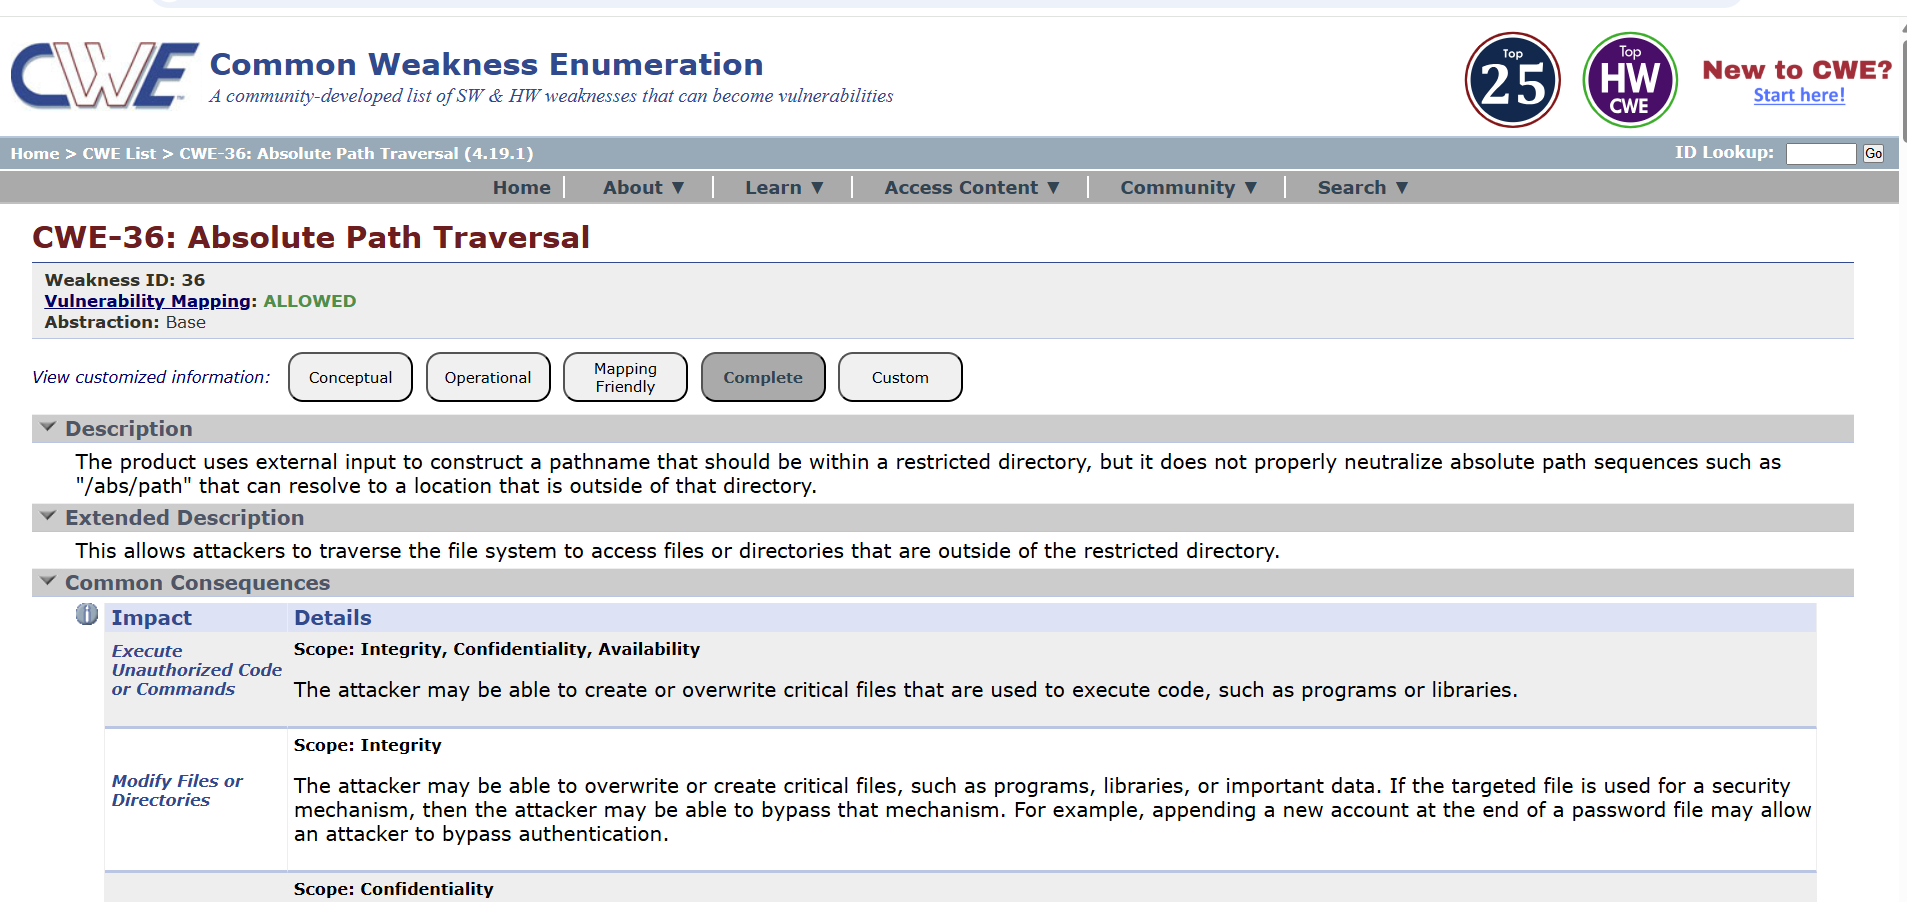 CWE
Common Weakness Enumeration
A community-developed list of SW & HW weaknesses that can become vulnerabilities
Top
25
Top
HW
CWE
New to CWE?
Start here!
Home > CWE List > CWE-36: Absolute Path Traversal (4.19.1)
ID Lookup:
Go
Home
About ▼
Learn ▼
Access Content ▼
Community ▼
Search ▼
CWE-36: Absolute Path Traversal
Weakness ID: 36
Vulnerability Mapping: ALLOWED
Abstraction: Base
View customized information:
Conceptual
Operational
Mapping
Friendly
Complete
Custom
Description
The product uses external input to construct a pathname that should be within a restricted directory, but it does not properly neutralize absolute path sequences such as
"/abs/path" that can resolve to a location that is outside of that directory.
Extended Description
This allows attackers to traverse the file system to access files or directories that are outside of the restricted directory.
Common Consequences
Impact
Details
Execute
Unauthorized Code
or Commands
Scope: Integrity, Confidentiality, Availability
The attacker may be able to create or overwrite critical files that are used to execute code, such as programs or libraries.
Modify Files or
Directories
Scope: Integrity
The attacker may be able to overwrite or create critical files, such as programs, libraries, or important data. If the targeted file is used for a security
mechanism, then the attacker may be able to bypass that mechanism. For example, appending a new account at the end of a password file may allow
an attacker to bypass authentication.
Scope: Confidentiality